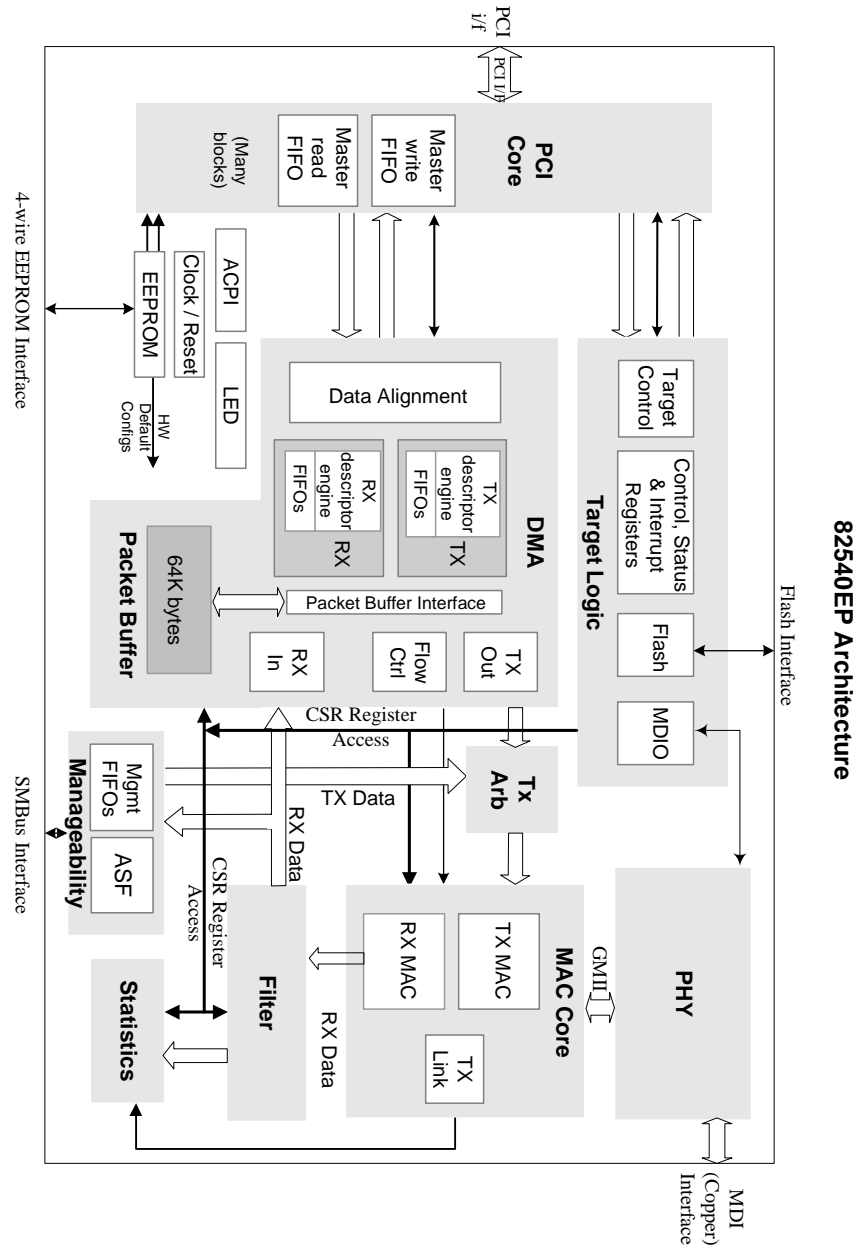 82540EP Architecture
PCI
i/f
PCI I/F
PCI
Core
Master
write
FIFO
Master
read
FIFO
(Many
blocks)
Target Logic
Target
Control
Control, Status
& Interrupt
Registers
Flash
MDIO
Flash Interface
DMA
Data Alignment
TX
descriptor
engine
FIFOs
TX
RX
descriptor
engine
FIFOs
RX
Packet Buffer Interface
TX
Out
Flow
Ctrl
RX
In
64K bytes
Packet Buffer
ACPI
LED
Clock / Reset
EEPROM
HW
Default
Configs
4-wire EEPROM Interface
CSR Register
Access
Tx
Arb
TX Data
RX Data
Mgmt
FIFOs
ASF
Manageability
SMBus Interface
CSR Register
Access
PHY
GMII
MAC Core
TX MAC
RX MAC
TX
Link
RX Data
Filter
Statistics
MDI
(Copper)
Interface